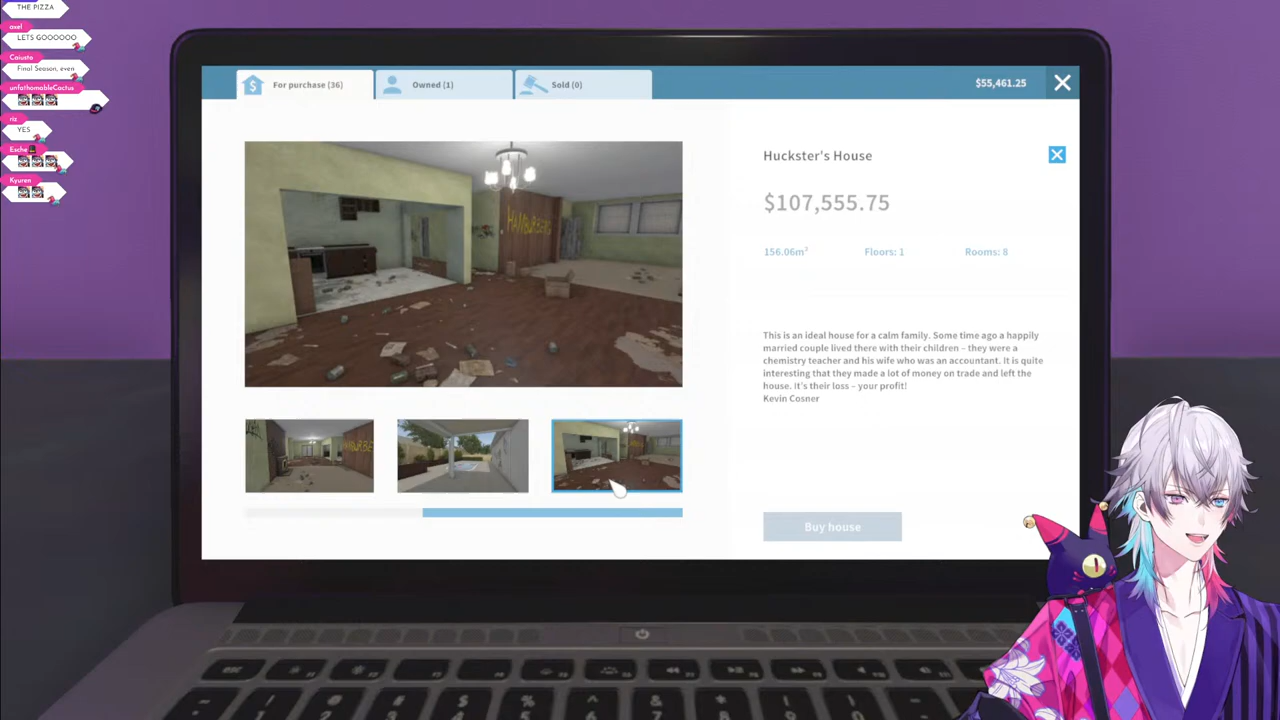 THE PIZZA
axel
LETS GOOOOOO
Caiusto
Final Season, even
unfathomableCactus
riz
YES
Esche
Kyuren
For purchase (36)
Owned (1)
Sold (0)
$55,461.25
Huckster's House
$107,555.75
156.06m²
Floors: 1
Rooms: 8
This is an ideal house for a calm family. Some time ago a happily
married couple lived there with their children – they were a
chemistry teacher and his wife who was an accountant. It is quite
interesting that they made a lot of money on trade and left the
house. It's their loss – your profit!
Kevin Cosner
Buy house